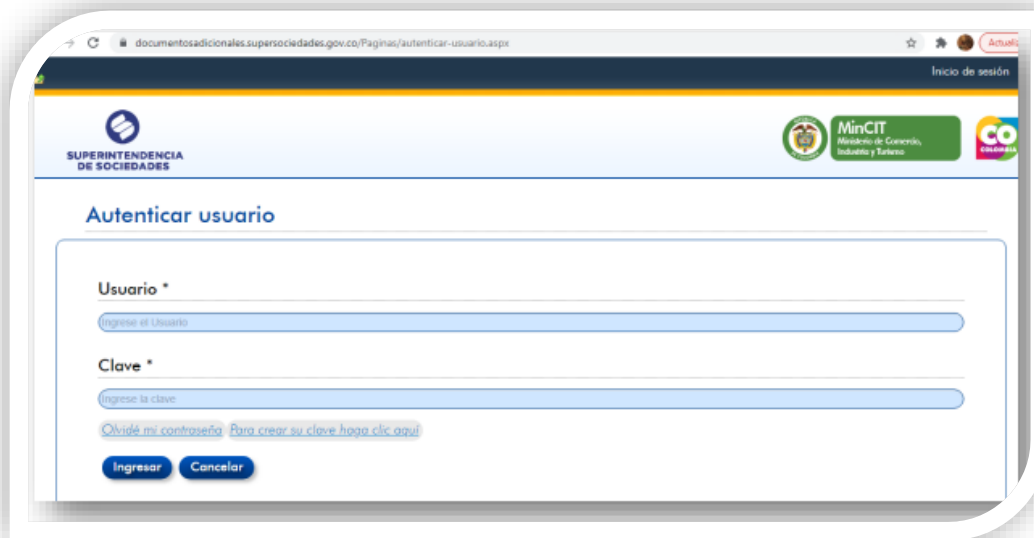 documentosadicionales.supersociedades.gov.co/Paginas/autenticar-usuario.aspx
Inicio de sesión
SUPERINTENDENCIA
DE SOCIEDADES
MinCIT
Ministerio de Comercio,
Industria y Turismo
CO
COLOMBIA
Autenticar usuario
Usuario *
Ingrese el Usuario
Clave *
Ingrese la clave
Olvidé mi contraseña Para crear su clave haga clic aquí
Ingresar Cancelar